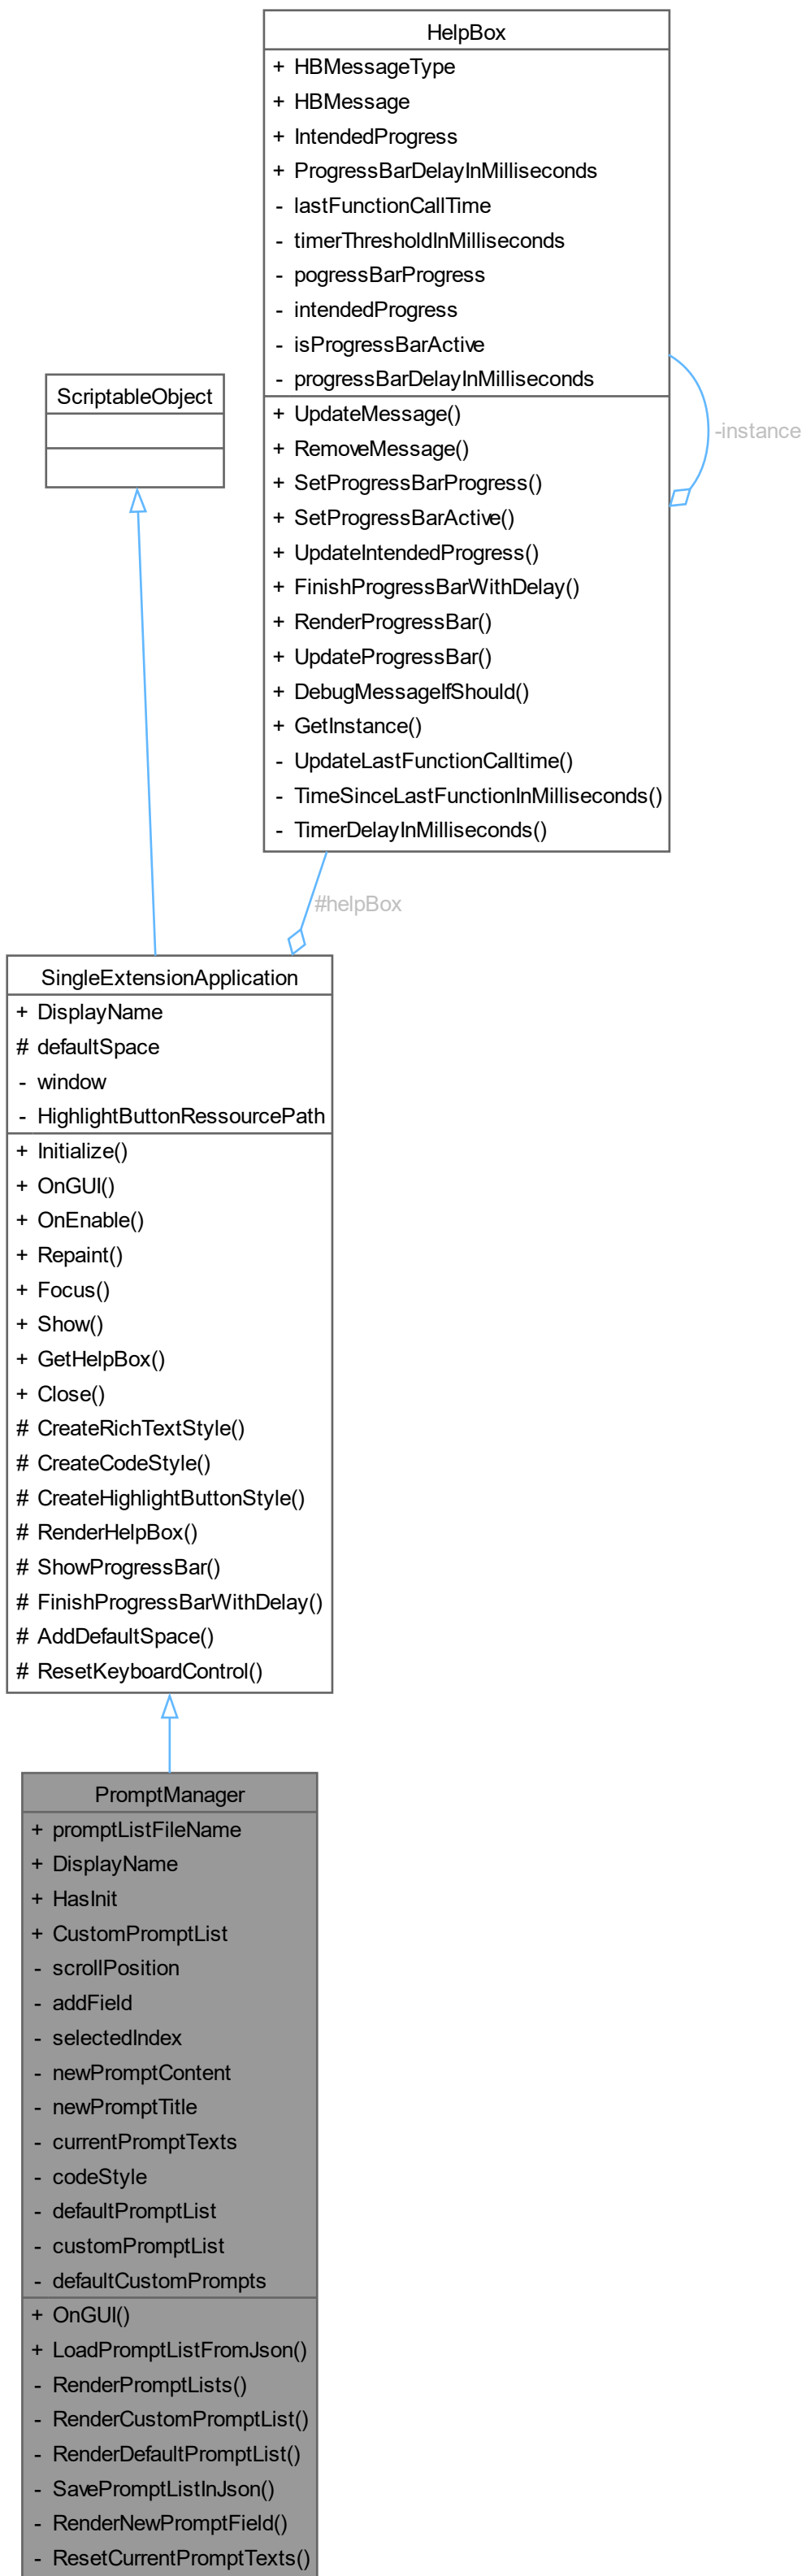 HelpBox
+ HBMessageType
+ HBMessage
+ IntendedProgress
+ ProgressBarDelayInMilliseconds
- lastFunctionCallTime
- timerThresholdInMilliseconds
- pogressBarProgress
- intendedProgress
- isProgressBarActive
- progressBarDelayInMilliseconds
+ UpdateMessage()
+ RemoveMessage()
+ SetProgressBarProgress()
+ SetProgressBarActive()
+ UpdateIntendedProgress()
+ FinishProgressBarWithDelay()
+ RenderProgressBar()
+ UpdateProgressBar()
+ DebugMessageIfShould()
+ GetInstance()
- UpdateLastFunctionCalltime()
- TimeSinceLastFunctionInMilliseconds()
- TimerDelayInMilliseconds()
-instance
ScriptableObject
#helpBox
SingleExtensionApplication
+ DisplayName
# defaultSpace
- window
- HighlightButtonRessourcePath
+ Initialize()
+ OnGUI()
+ OnEnable()
+ Repaint()
+ Focus()
+ Show()
+ GetHelpBox()
+ Close()
# CreateRichTextStyle()
# CreateCodeStyle()
# CreateHighlightButtonStyle()
# RenderHelpBox()
# ShowProgressBar()
# FinishProgressBarWithDelay()
# AddDefaultSpace()
# ResetKeyboardControl()
PromptManager
+ promptListFileName
+ DisplayName
+ HasInit
+ CustomPromptList
- scrollPosition
- addField
- selectedIndex
- newPromptContent
- newPromptTitle
- currentPromptTexts
- codeStyle
- defaultPromptList
- customPromptList
- defaultCustomPrompts
+ OnGUI()
+ LoadPromptListFromJson()
- RenderPromptLists()
- RenderCustomPromptList()
- RenderDefaultPromptList()
- SavePromptListInJson()
- RenderNewPromptField()
- ResetCurrentPromptTexts()